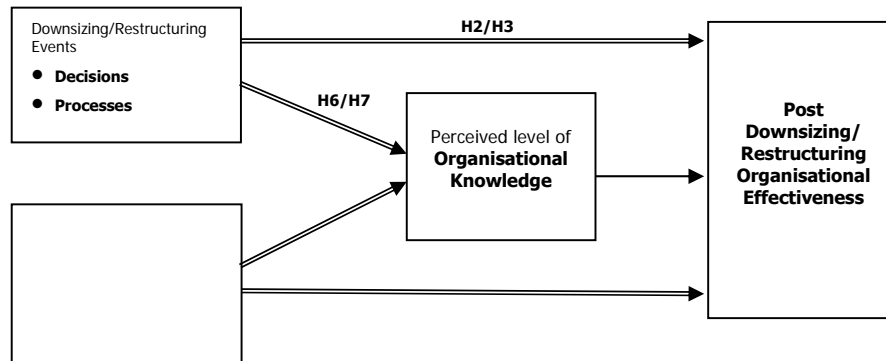 Downsizing/Restructuring
Events
● Decisions
● Processes
H2/H3
H6/H7
Perceived level of
Organisational
Knowledge
Post
Downsizing/
Restructuring
Organisational
Effectiveness